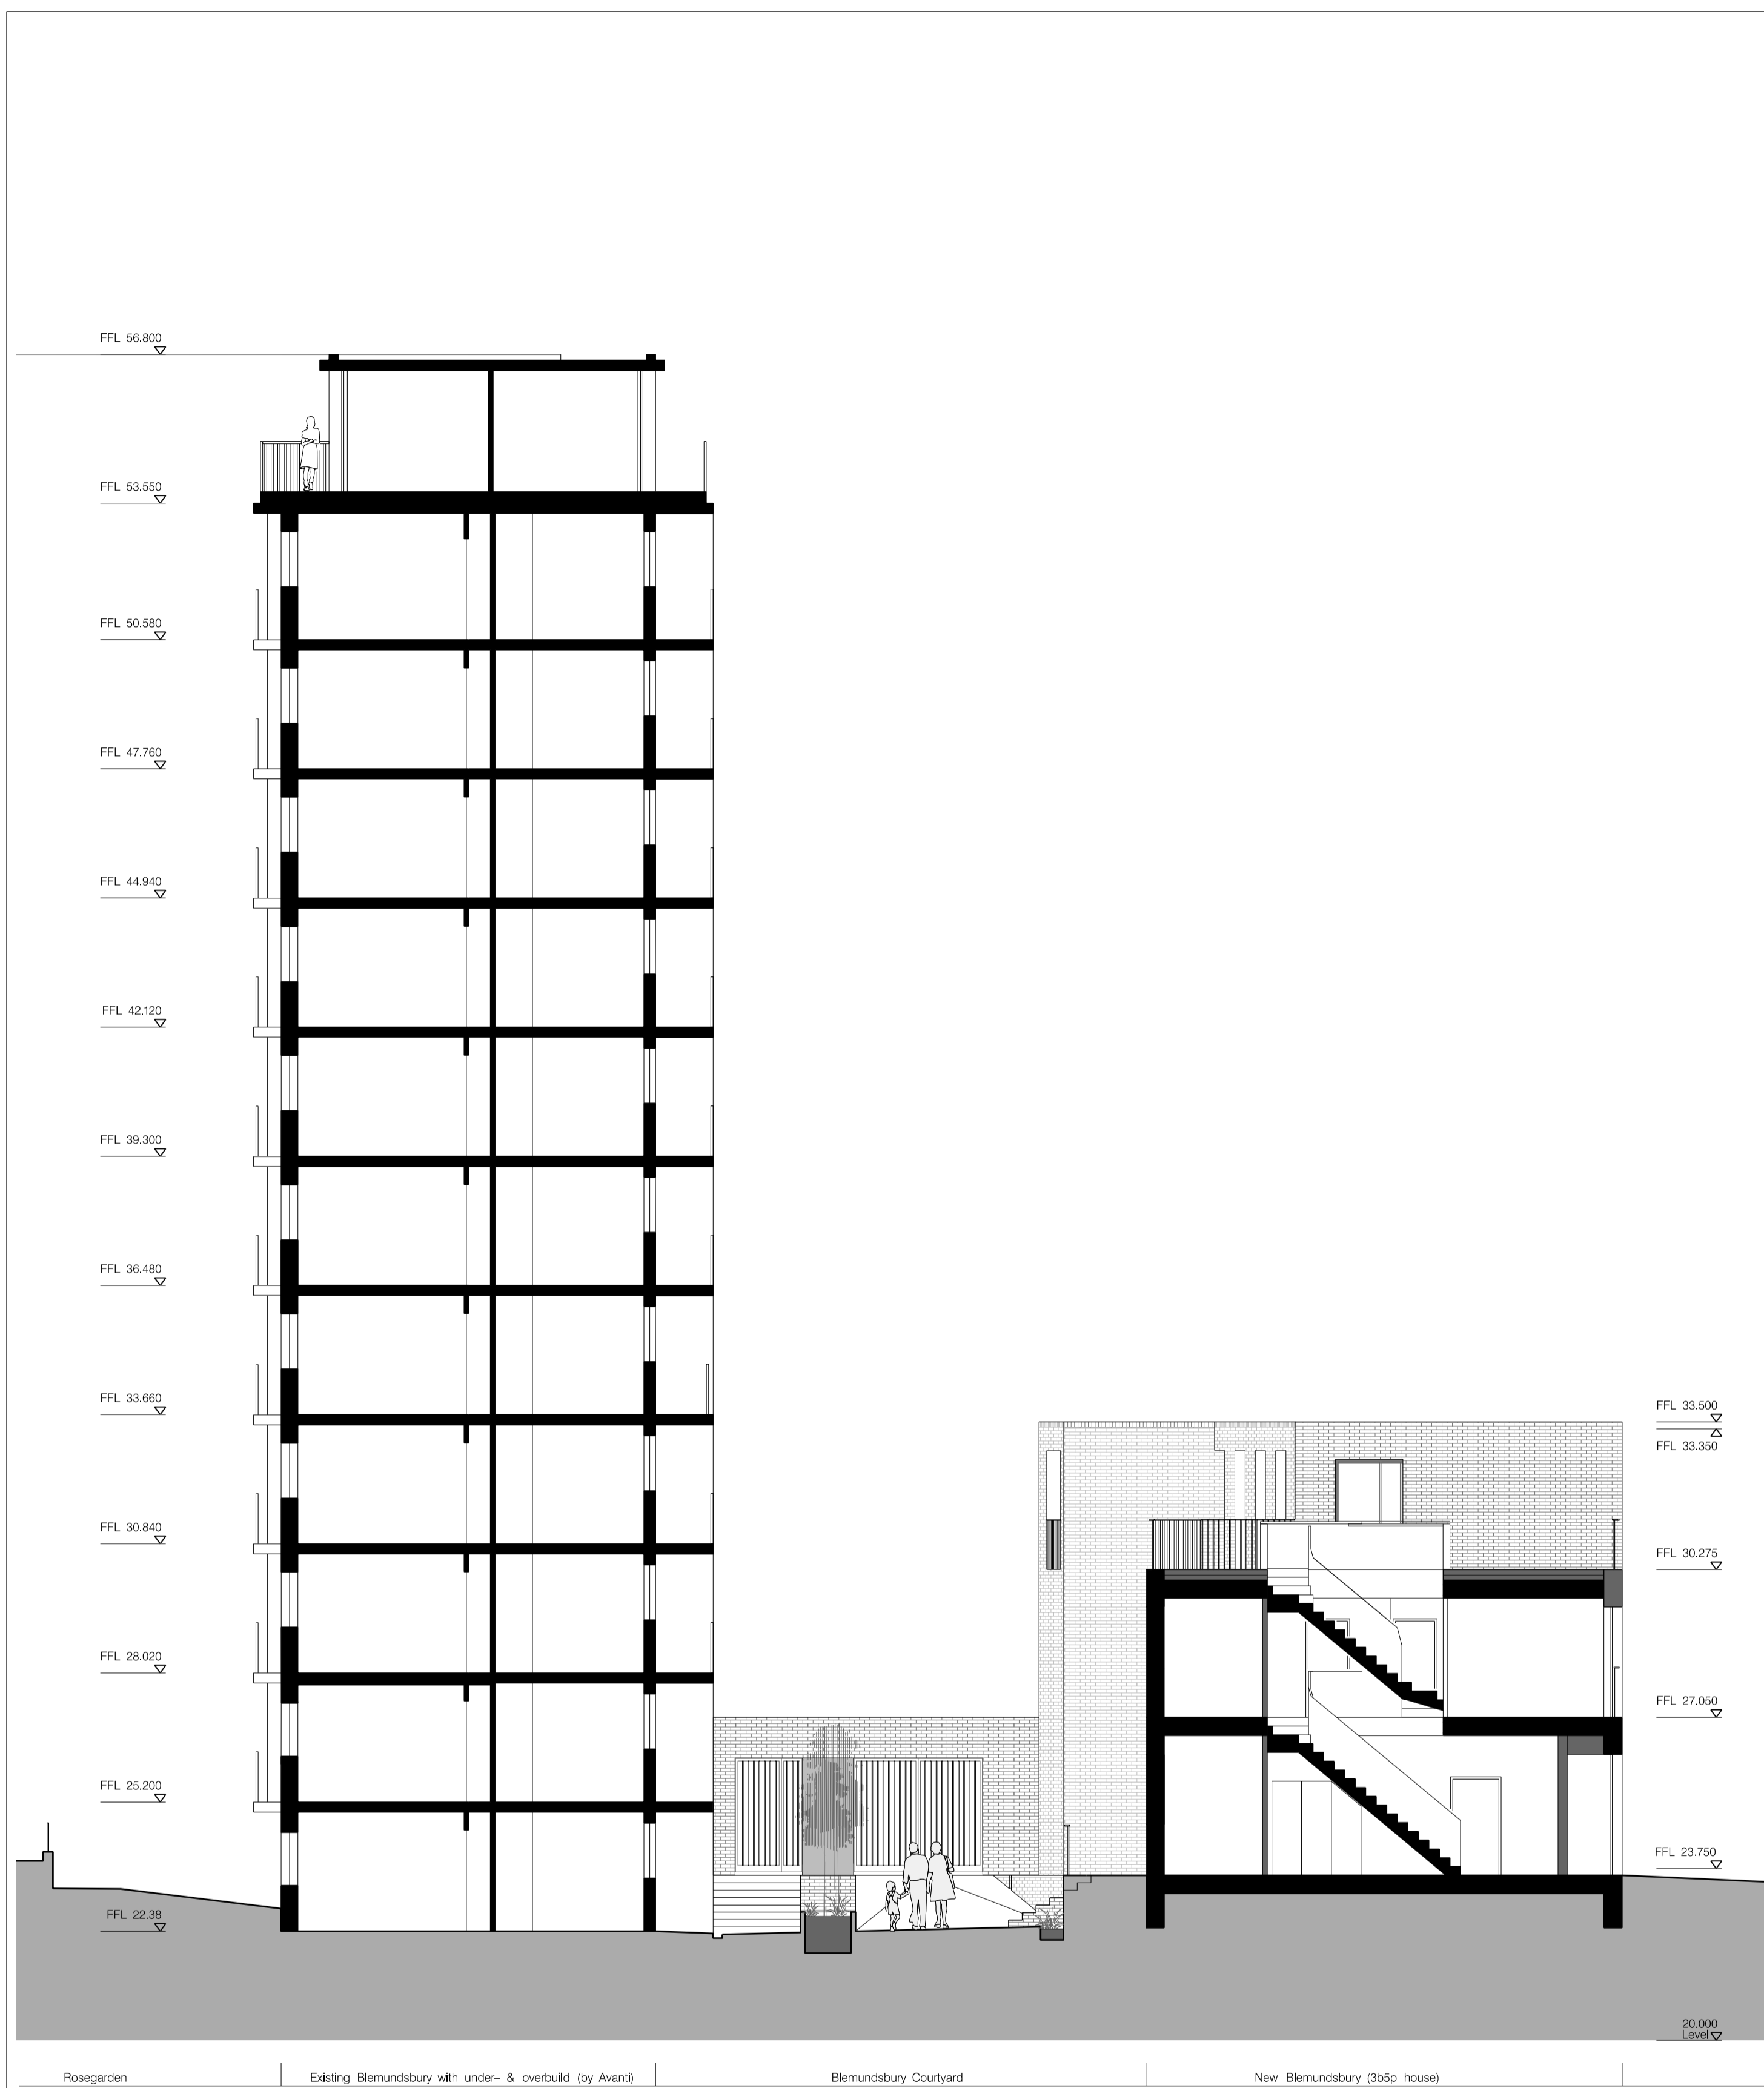 FFL 56.800
FFL 53.550
FFL 50.580
FFL 47.760
FFL 44.940
FFL 42.120
FFL 39.300
FFL 36.480
FFL 33.660
FFL 30.840
FFL 28.020
FFL 25.200
FFL 22.38
FFL 33.500
FFL 33.350
FFL 30.275
FFL 27.050
FFL 23.750
20.000
Level
Rosegarden
Existing Blemundsbury with under– & overbuild (by Avanti)
Blemundsbury Courtyard
New Blemundsbury (3b5p house)